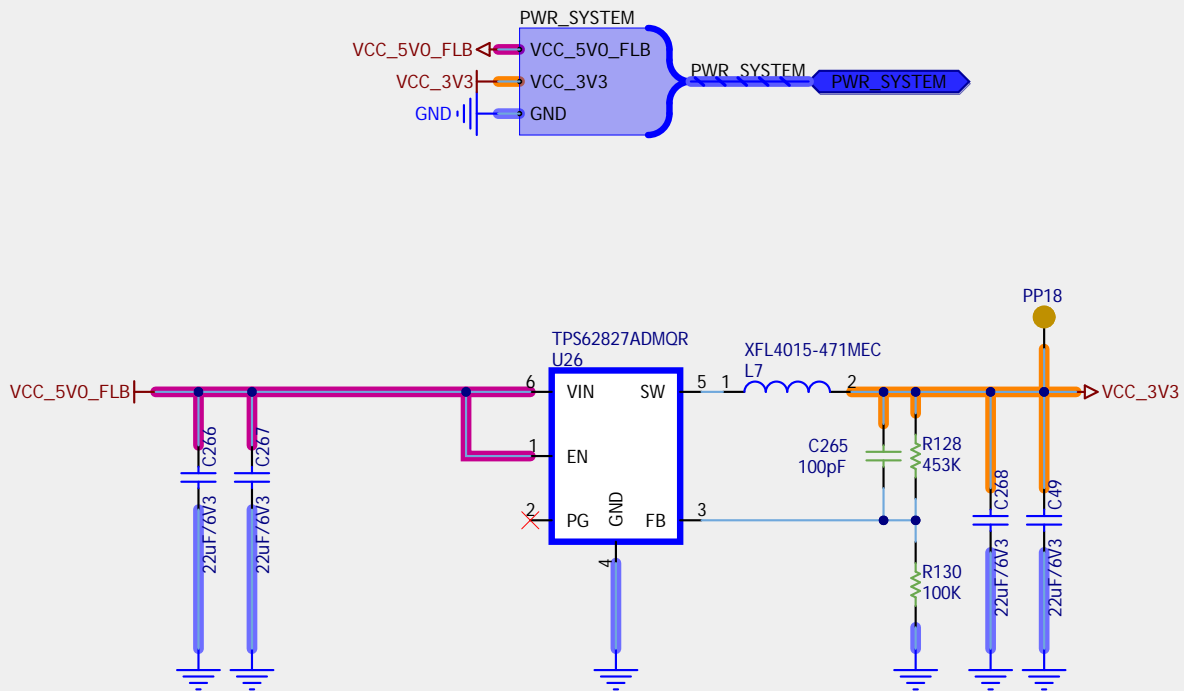 PWR_SYSTEM
VCC_5V0_FLB
VCC_5V0_FLB
PWR_SYSTEM
PWR_SYSTEM
VCC_3V3
VCC_3V3
GND
GND
PP18
TPS62827ADMQR
U26
XFL4015-471MEC
L7
VCC_5V0_FLB
6
VIN
SW
5
1
2
VCC_3V3
C266
22uF/6V3
C267
22uF/6V3
1
EN
C265
100pF
R128
453K
2
PG
GND
FB
3
4
R130
100K
C268
22uF/6V3
C49
22uF/6V3